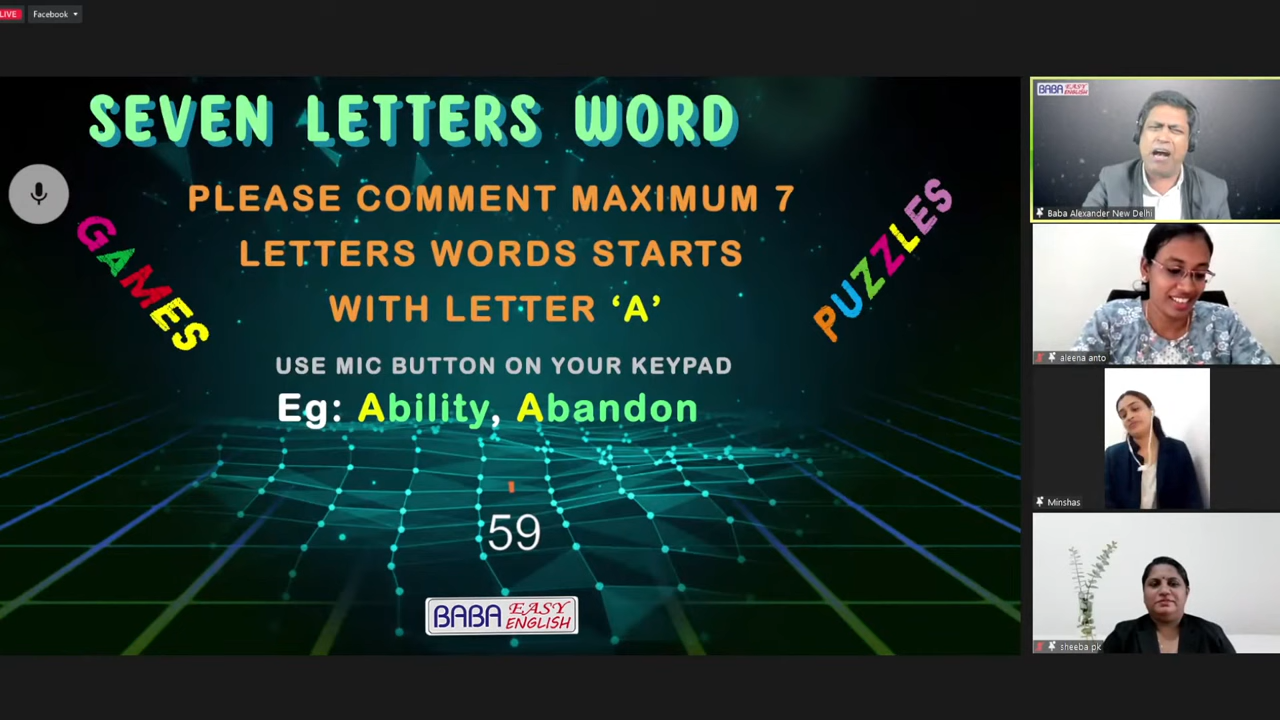 LIVE
Facebook
SEVEN LETTERS WORD
GAMES
PUZZLES
PLEASE COMMENT MAXIMUM 7
LETTERS WORDS STARTS
WITH LETTER ‘A’
USE MIC BUTTON ON YOUR KEYPAD
Eg: Ability, Abandon
59
BABA EASY ENGLISH
BABA EASY ENGLISH
Baba Alexander New Delhi
aleena anto
Minshas
sheeba pk